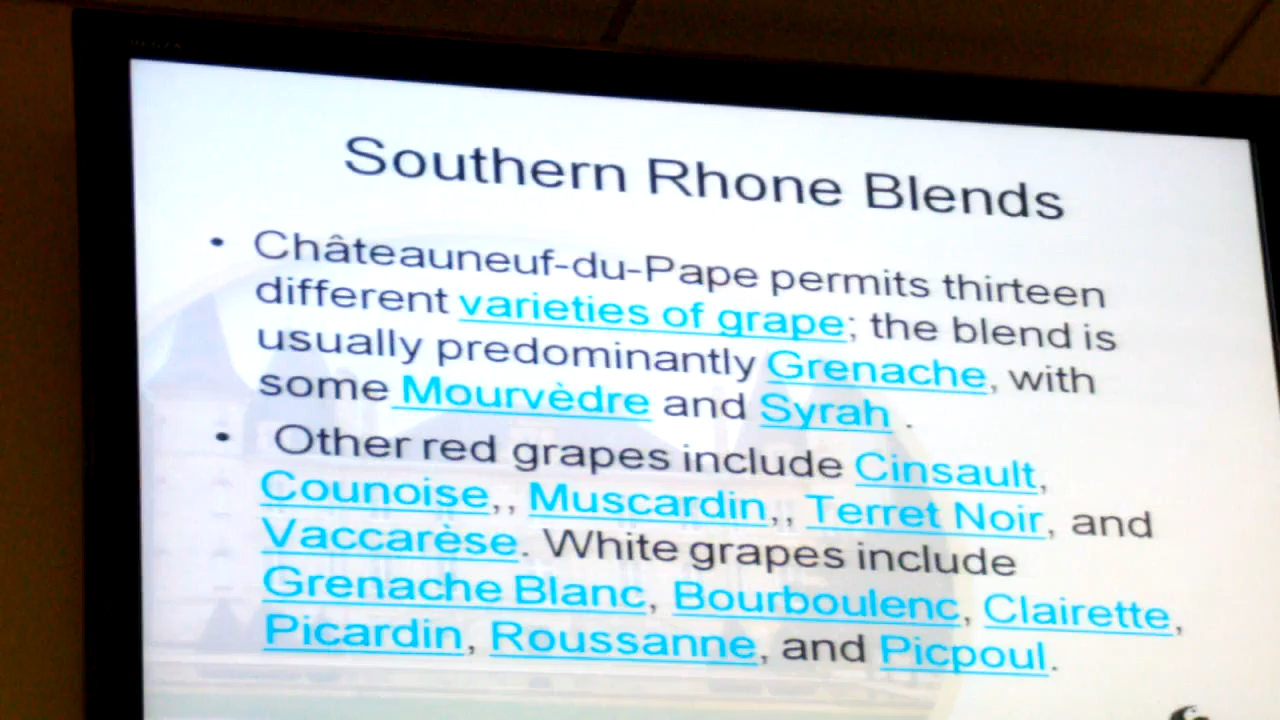 Southern Rhone Blends
• Châteauneuf-du-Pape permits thirteen
different varieties of grape; the blend is
usually predominantly Grenache, with
some Mourvèdre and Syrah .
• Other red grapes include Cinsault,
Counoise,, Muscardin,, Terret Noir, and
Vaccarèse. White grapes include
Grenache Blanc, Bourboulenc, Clairette,
Picardin, Roussanne, and Picpoul.